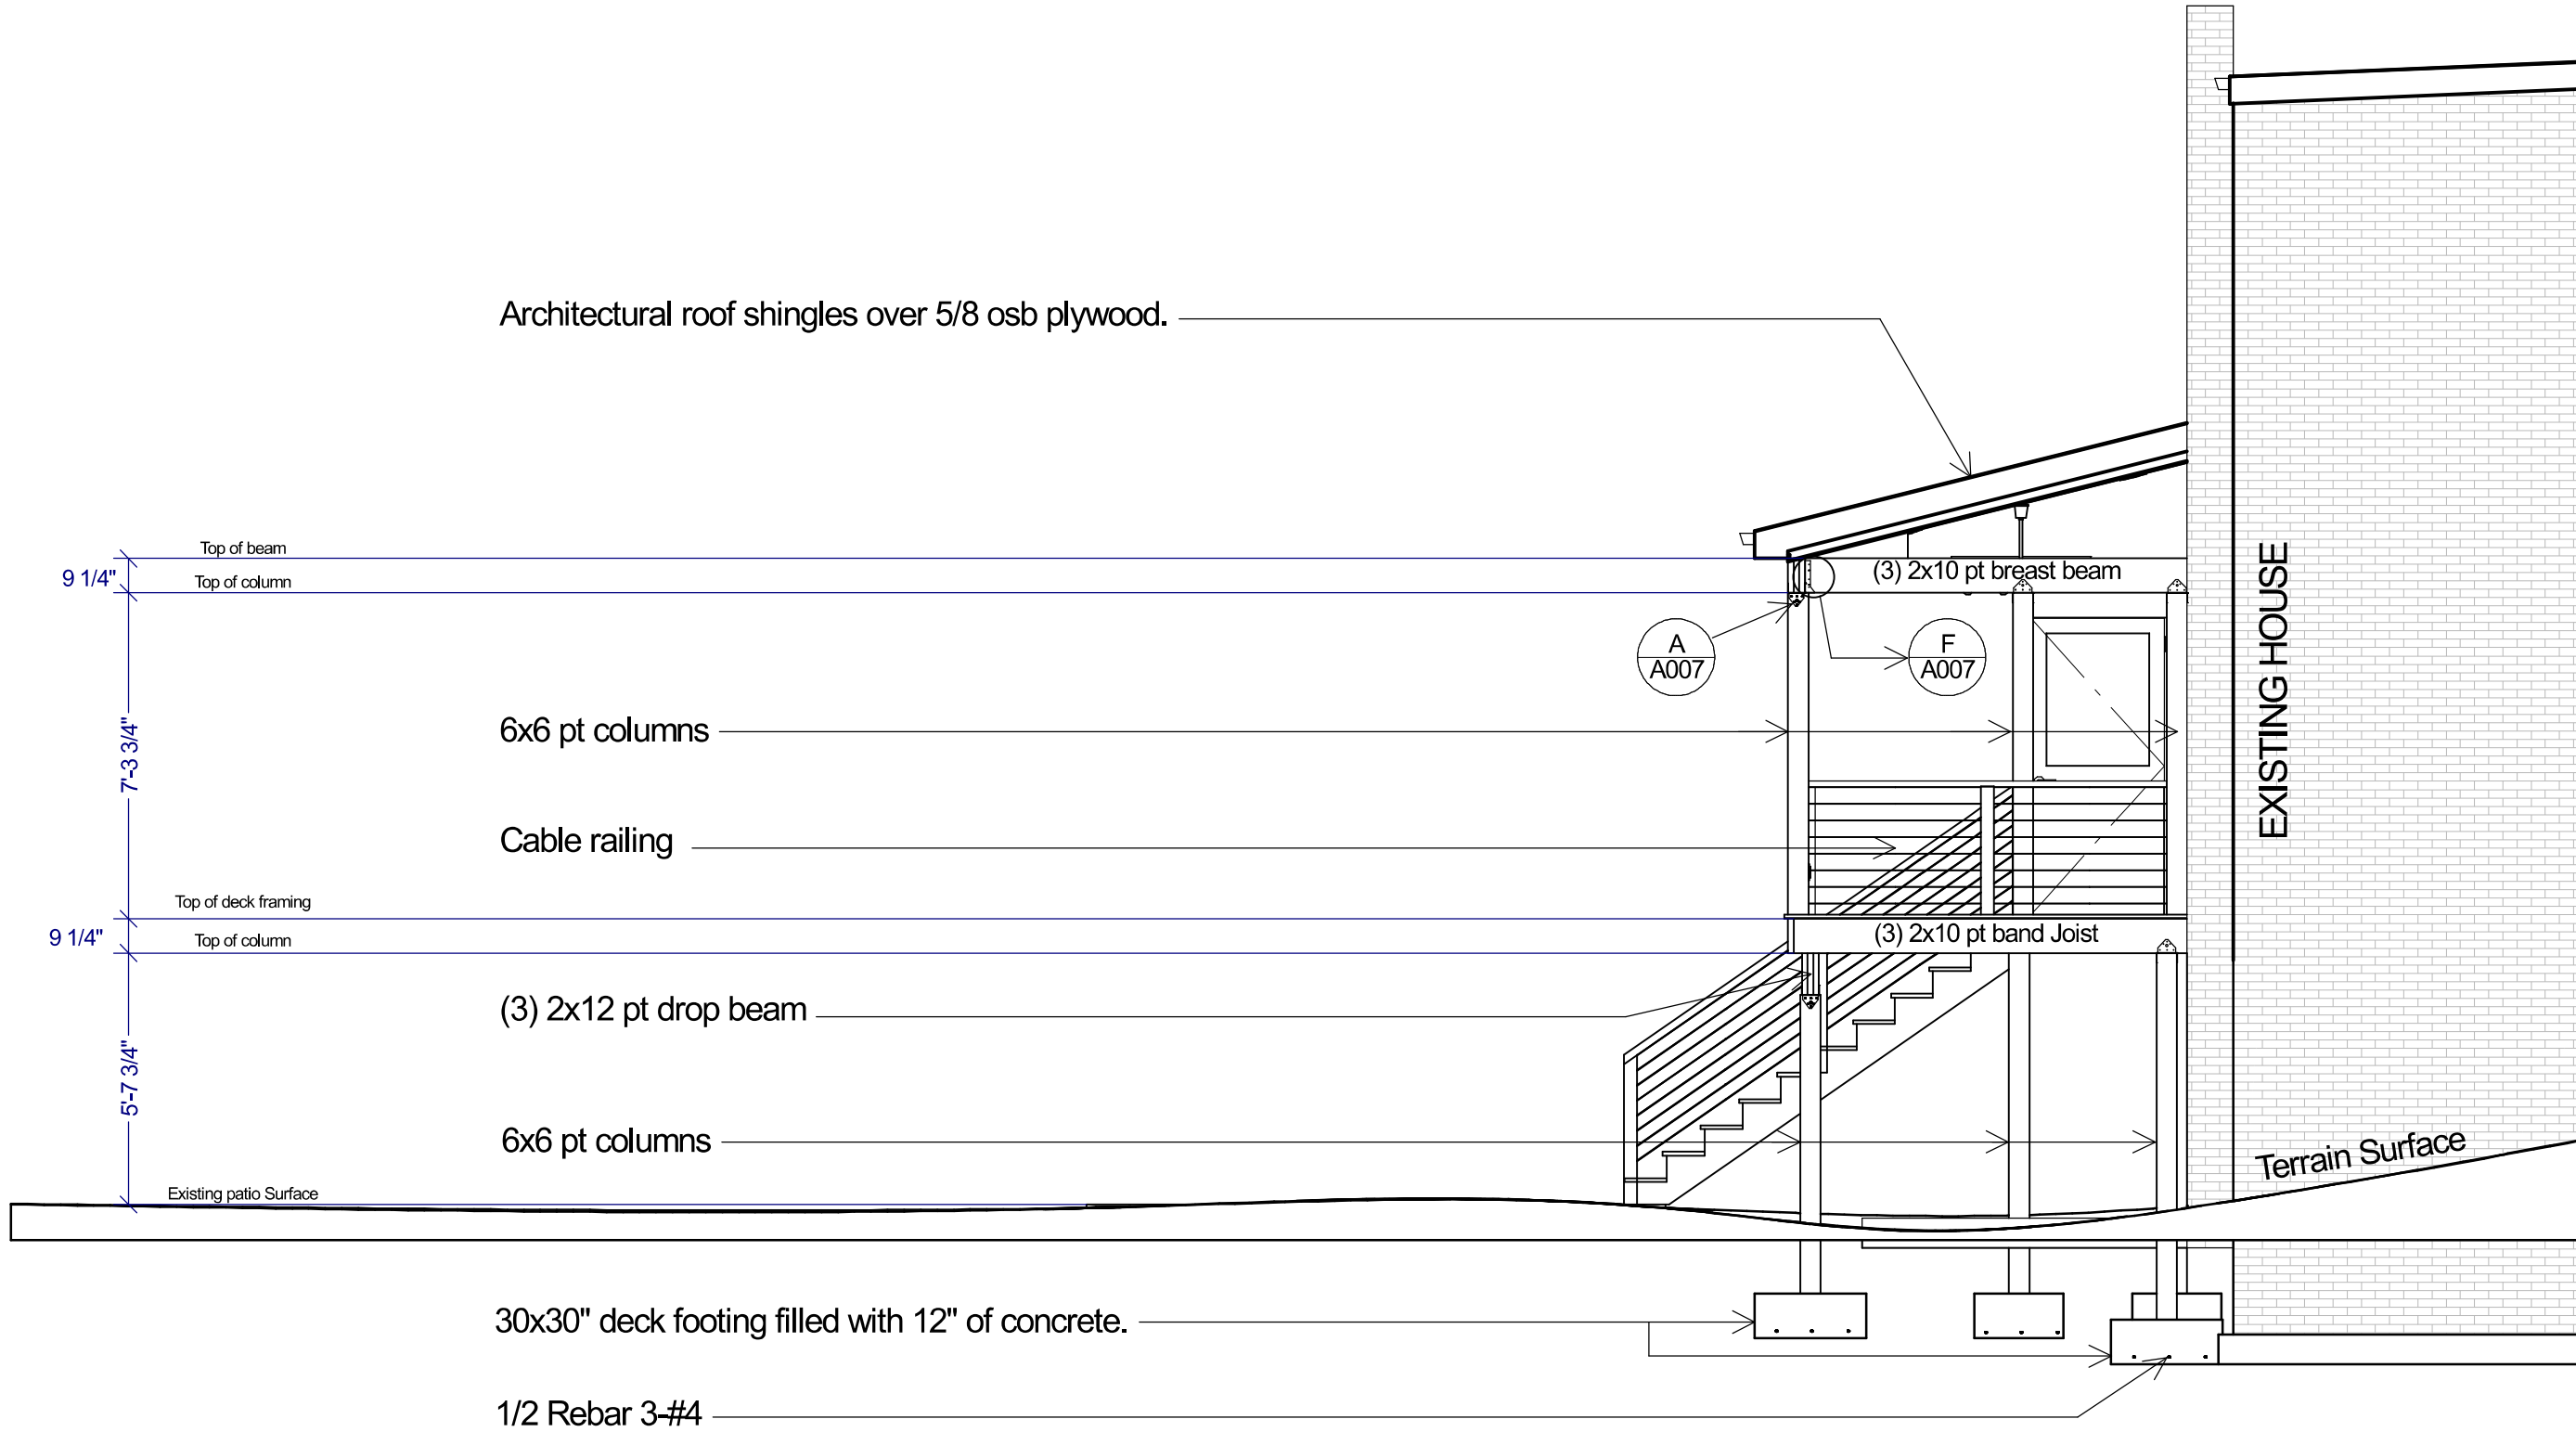 Architectural roof shingles over 5/8 osb plywood.
Top of beam
9 1/4"
Top of column
(3) 2x10 pt breast beam
EXISTING HOUSE
A
A007
F
A007
6x6 pt columns
7'-3 3/4"
Cable railing
Top of deck framing
9 1/4"
Top of column
(3) 2x10 pt band Joist
(3) 2x12 pt drop beam
5'-7 3/4"
6x6 pt columns
Terrain Surface
Existing patio Surface
30x30" deck footing filled with 12" of concrete.
1/2 Rebar 3-#4